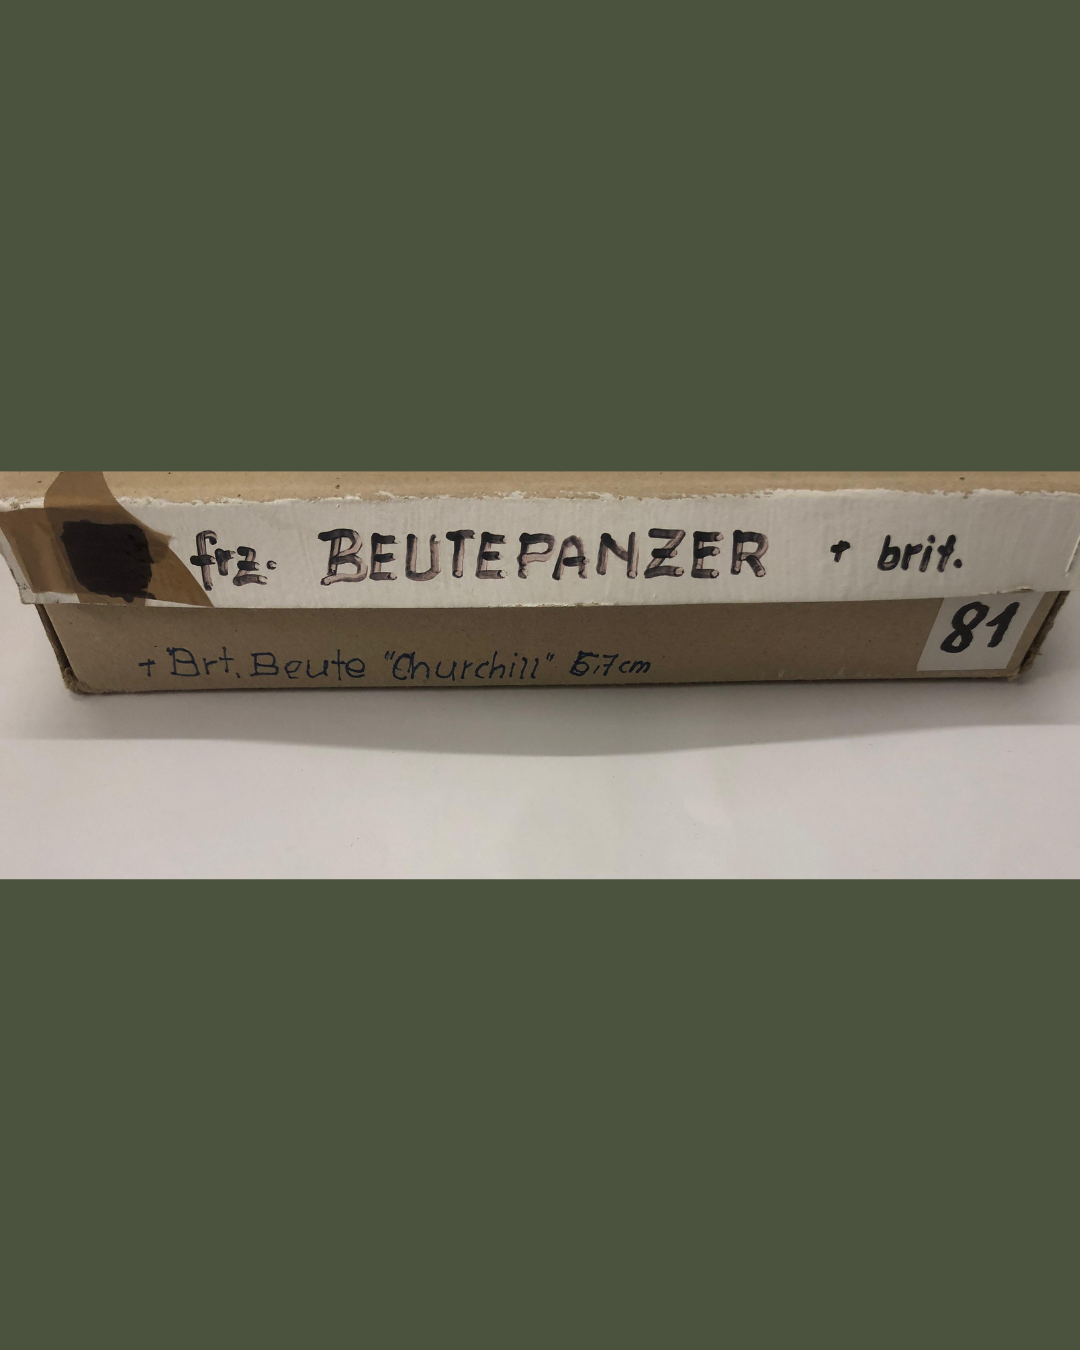 frz. BEUTEPANZER + brit.
81
+ Brt. Beute "Churchill" 5,7cm